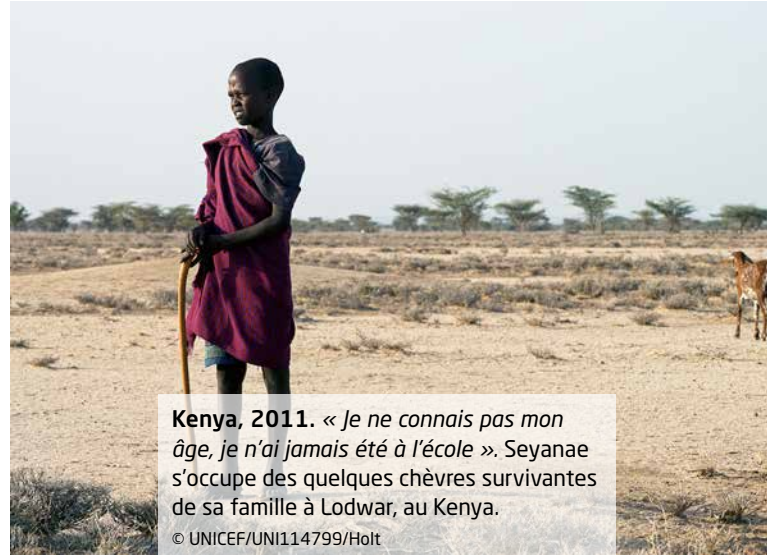 Kenya, 2011. « Je ne connais pas mon
âge, je n'ai jamais été à l'école ». Seyanae
s’occupe des quelques chèvres survivantes
de sa famille à Lodwar, au Kenya.
© UNICEF/UNI114799/Holt